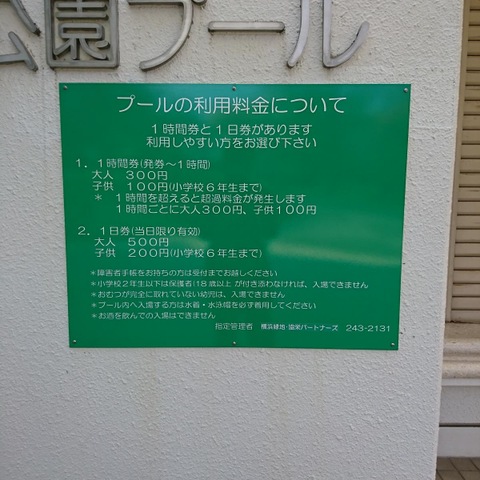 公園プール
プールの利用料金について
１時間券と１日券があります
利用しやすい方をお選び下さい
１．１時間券(発券～１時間)
大人　３００円
子供　１００円(小学校６年生まで)
＊　１時間を超えると超過料金が発生します
１時間ごとに大人３００円、子供１００円
２．１日券(当日限り有効)
大人　５００円
子供　２００円(小学校６年生まで)
＊障害者手帳をお持ちの方は受付までお越しください
＊小学校２年生以下は保護者(18歳以上)が付き添わなければ、入場できません
＊おむつが完全に取れていない幼児は、入場できません
＊プール内へ入場する方は水着・水泳帽を必ず着用してください
＊お酒を飲んでの入場はできません
指定管理者　横浜緑地・協栄パートナーズ　243-2131